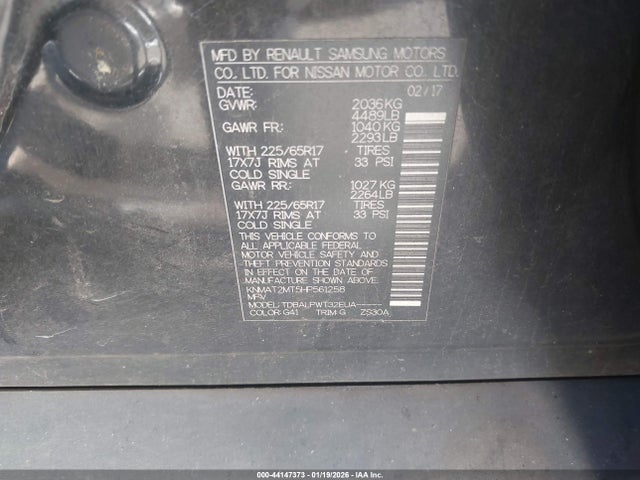 MFD BY RENAULT SAMSUNG MOTORS
CO. LTD. FOR NISSAN MOTOR CO. LTD.
DATE: 02/17
GVWR: 2036KG
4489LB
GAWR FR: 1040KG
2293LB
WITH 225/65R17 TIRES
17X7J RIMS AT 33 PSI
COLD SINGLE
GAWR RR: 1027KG
2264LB
WITH 225/65R17 TIRES
17X7J RIMS AT 33 PSI
COLD SINGLE
THIS VEHICLE CONFORMS TO
ALL APPLICABLE FEDERAL
MOTOR VEHICLE SAFETY AND
THEFT PREVENTION STANDARDS
IN EFFECT ON THE DATE OF
MANUFACTURE SHOWN ABOVE.
KNMAT2MT5HP561258
MPV
MODEL: TDBALPWT32EUA-----
COLOR: G41 TRIM: G ZS30A
000-44147373 - 01/19/2026 - IAA Inc.